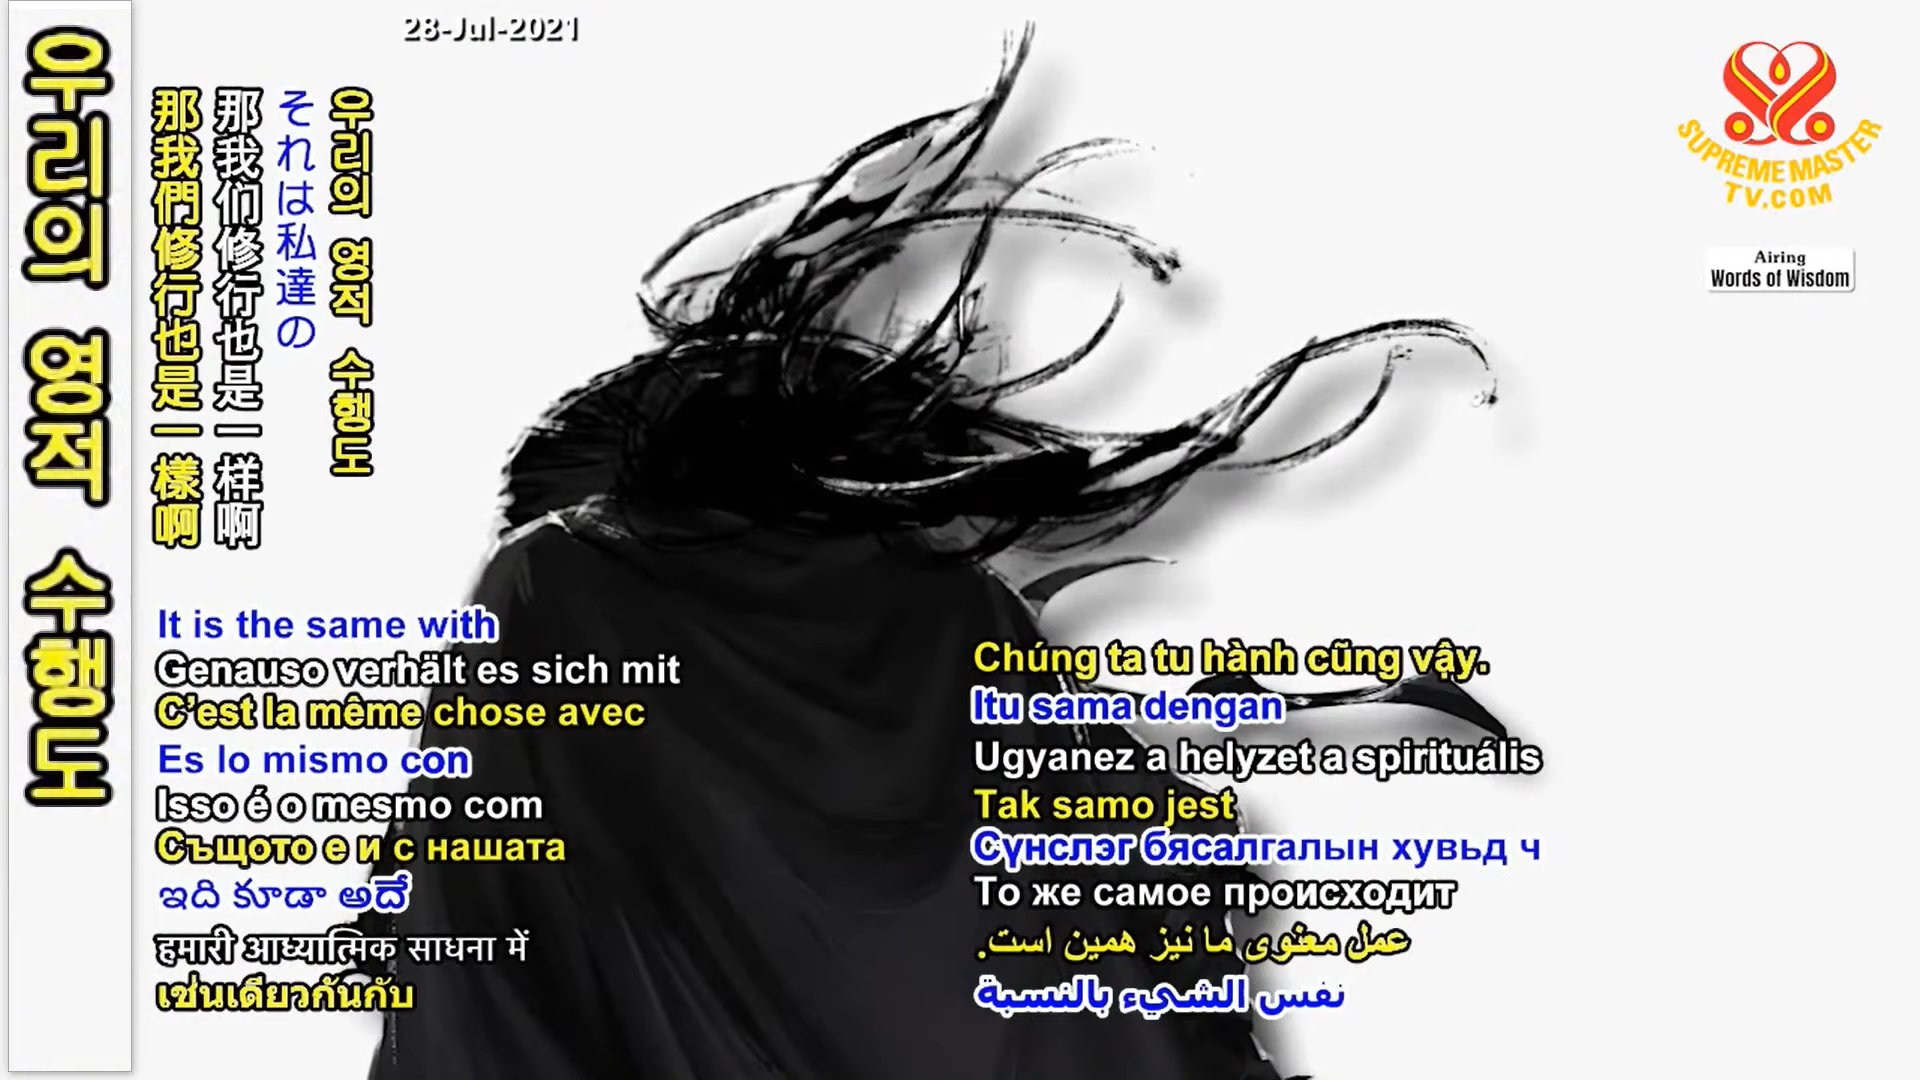 28-Jul-2021
우리의 영적 수행도
那我們修行也是一樣啊
那我们修行也是一样啊
それは私達の
우리의 영적 수행도
SUPREME MASTER
TV.COM
Airing
Words of Wisdom
It is the same with
Genauso verhält es sich mit
C’est la même chose avec
Es lo mismo con
Isso é o mesmo com
Същото е и с нашата
ఇది కూడా అదే
हमारी आध्यात्मिक साधना में
เช่นเดียวกันกับ
Chúng ta tu hành cũng vậy.
Itu sama dengan
Ugyanez a helyzet a spirituális
Tak samo jest
Сүнслэг бясалгалын хувьд ч
То же самое происходит
عمل معنوی ما نیز همین است.
نفس الشيء بالنسبة